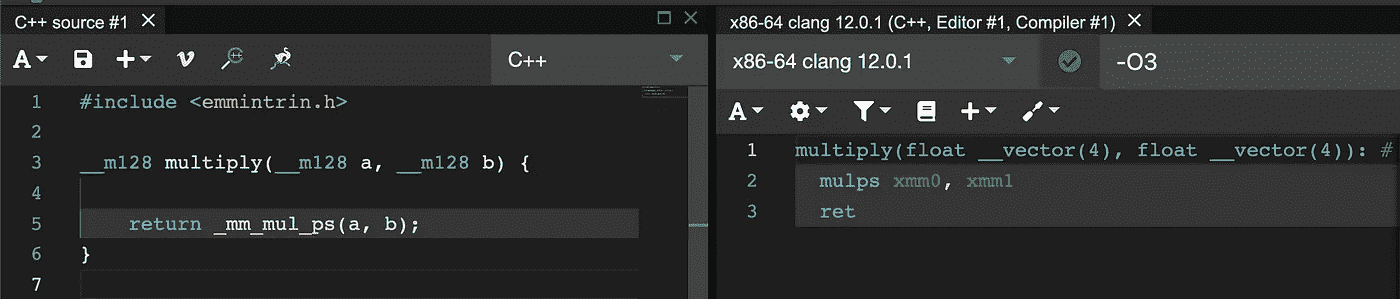 C++ source #1
A
C++
1 #include <emmintrin.h>
2
3 __m128 multiply(__m128 a, __m128 b) {
4
5 return _mm_mul_ps(a, b);
6 }
7
x86-64 clang 12.0.1 (C++, Editor #1, Compiler #1)
x86-64 clang 12.0.1
-O3
A
1 multiply(float __vector(4), float __vector(4)): #
2 mulps xmm0, xmm1
3 ret